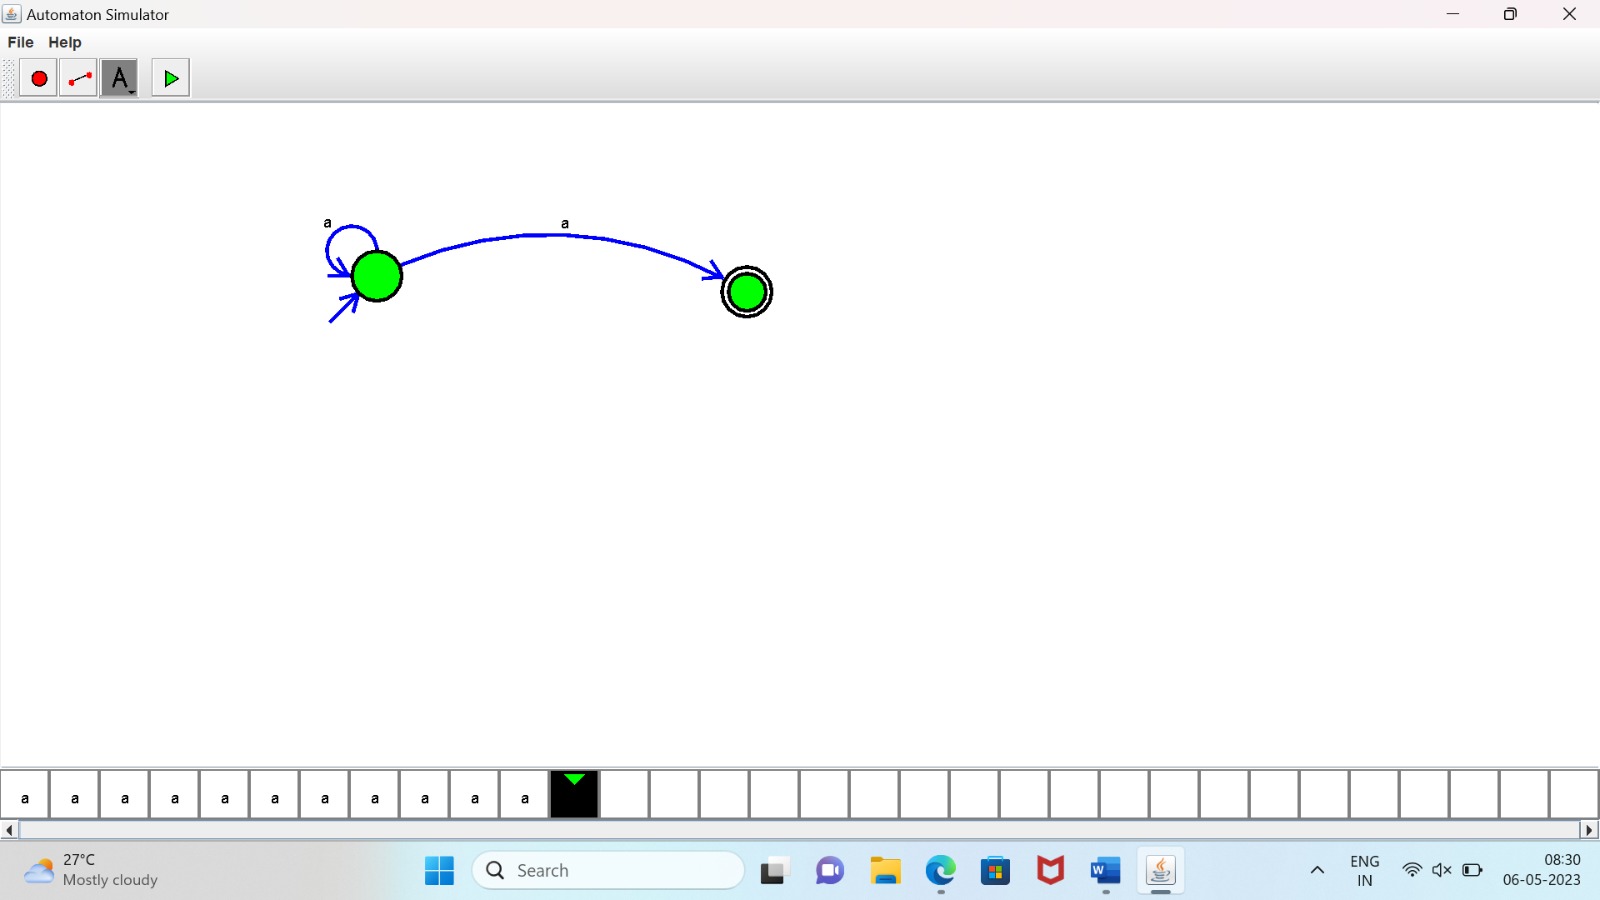 Automaton Simulator
File Help
A
a
a
a a a a a a a a a a a
27°C
Mostly cloudy
Search
W
ENG
IN
08:30
06-05-2023